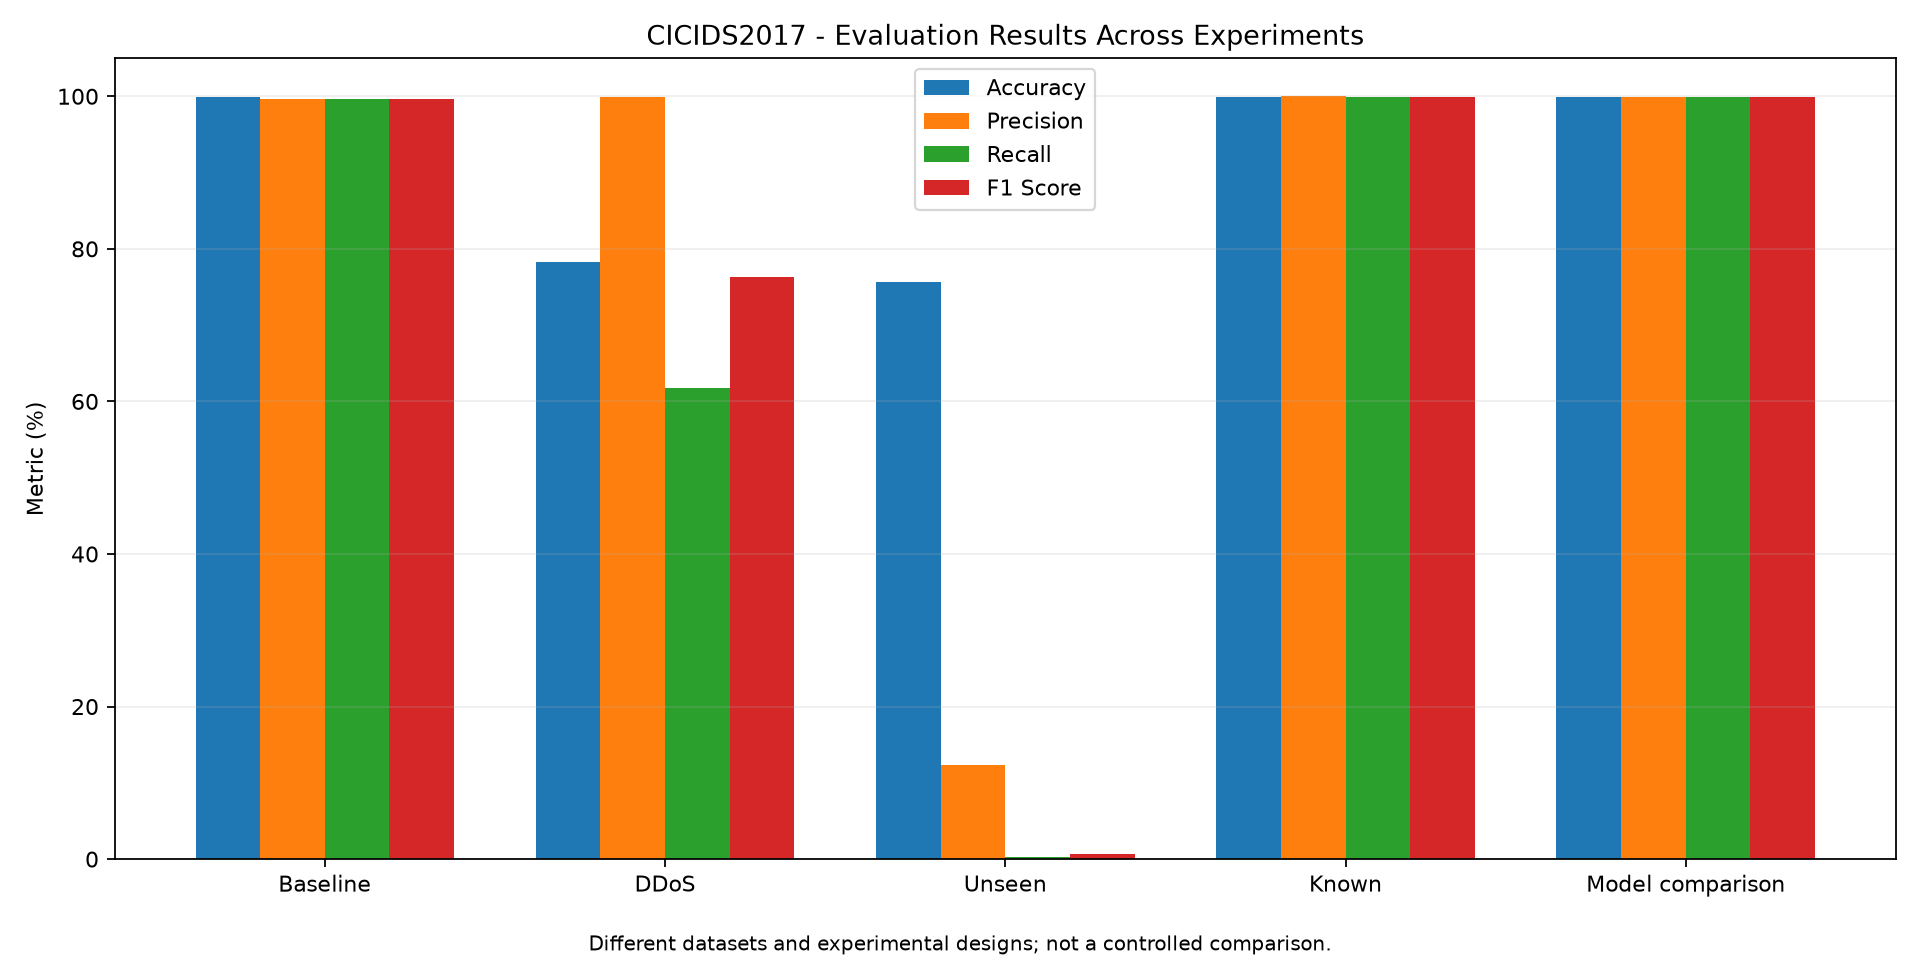 CICIDS2017 - Evaluation Results Across Experiments
Accuracy
Precision
Recall
F1 Score
Metric (%)
100
80
60
40
20
0
Baseline
DDoS
Unseen
Known
Model comparison
Different datasets and experimental designs; not a controlled comparison.